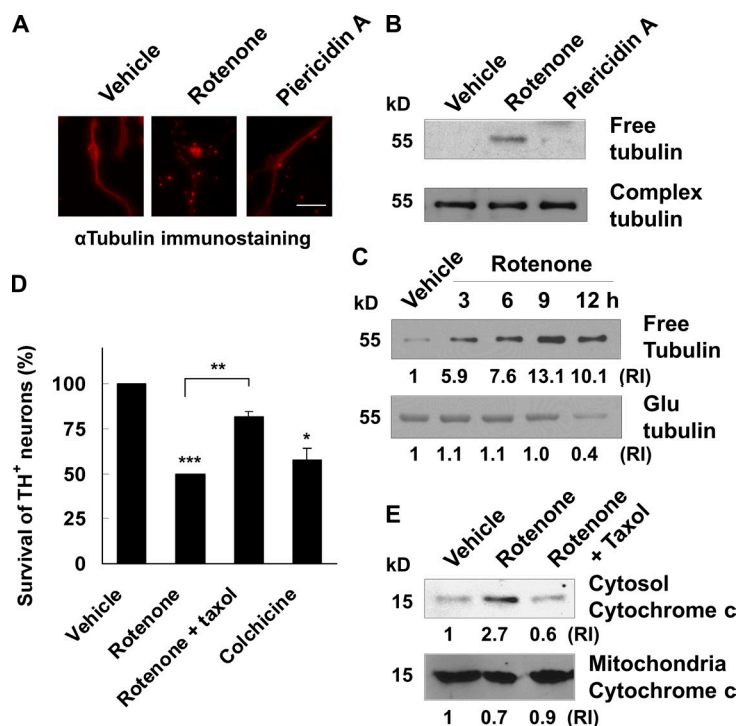 A
Vehicle
Rotenone
Piericidin A
αTubulin immunostaining
B
Vehicle
Rotenone
Piericidin A
kD
55
Free
tubulin
55
Complex
tubulin
C
Vehicle
Rotenone
3 6 9 12 h
kD
55
Free
Tubulin
1 5.9 7.6 13.1 10.1 (RI)
55
Glu
tubulin
1 1.1 1.1 1.0 0.4 (RI)
D
Survival of TH+ neurons (%)
100
75
50
25
0
***
**
*
Vehicle
Rotenone
Rotenone + taxol
Colchicine
E
Vehicle
Rotenone
Rotenone
+ Taxol
kD
15
Cytosol
Cytochrome c
1 2.7 0.6 (RI)
15
Mitochondria
Cytochrome c
1 0.7 0.9 (RI)